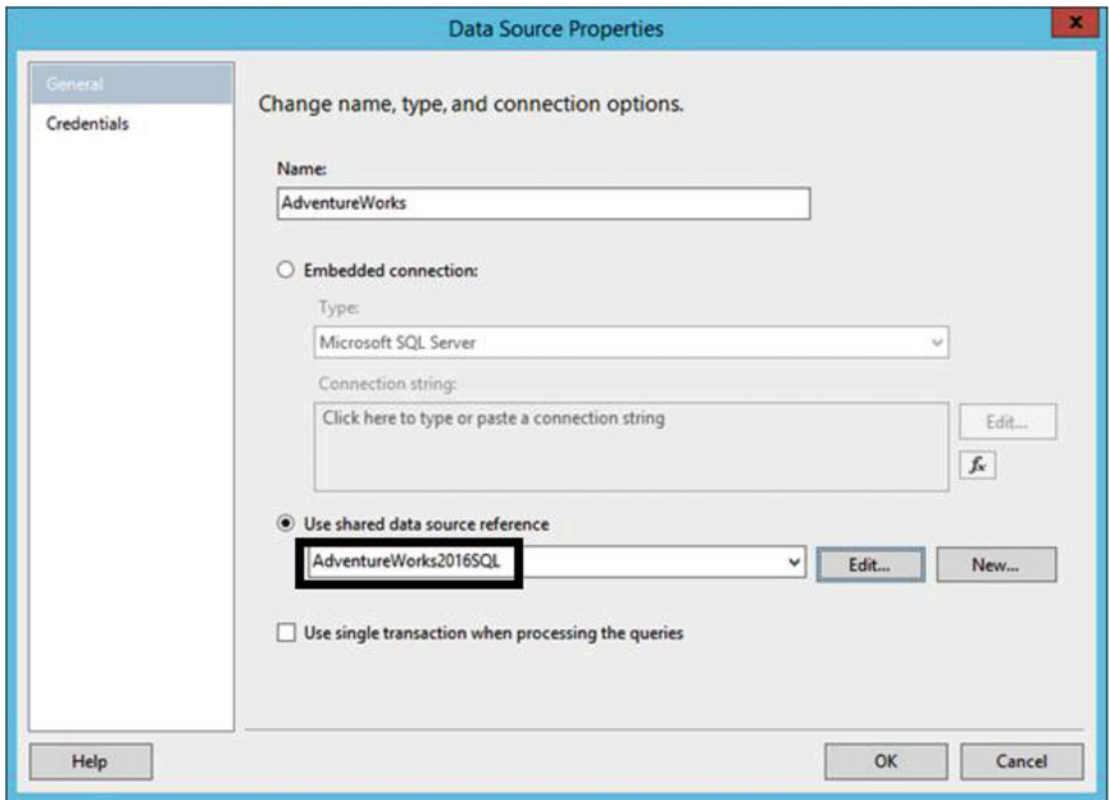 Data Source Properties
x
General
Credentials
Change name, type, and connection options.
Name:
AdventureWorks
Embedded connection:
Type:
Microsoft SQL Server
Connection string:
Click here to type or paste a connection string
Edit...
fx
Use shared data source reference
AdventureWorks2016SQL
Edit...
New...
Use single transaction when processing the queries
Help
OK
Cancel